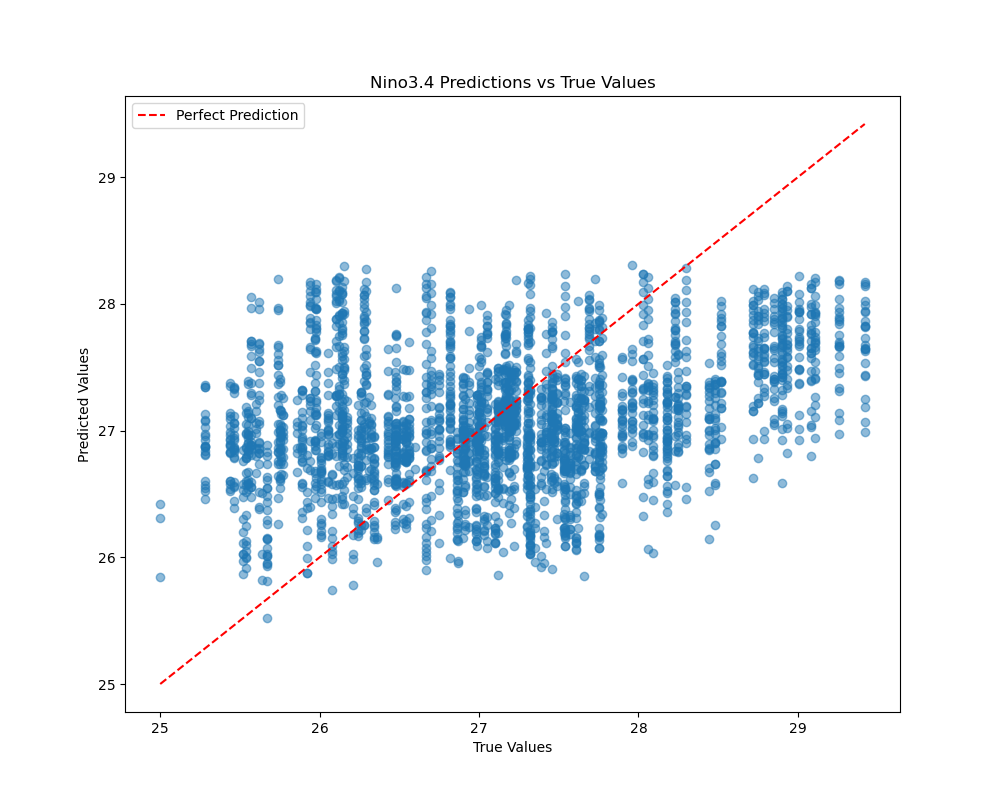 Nino3.4 Predictions vs True Values
Perfect Prediction
Predicted Values
29
28
27
26
25
25 26 27 28 29
True Values